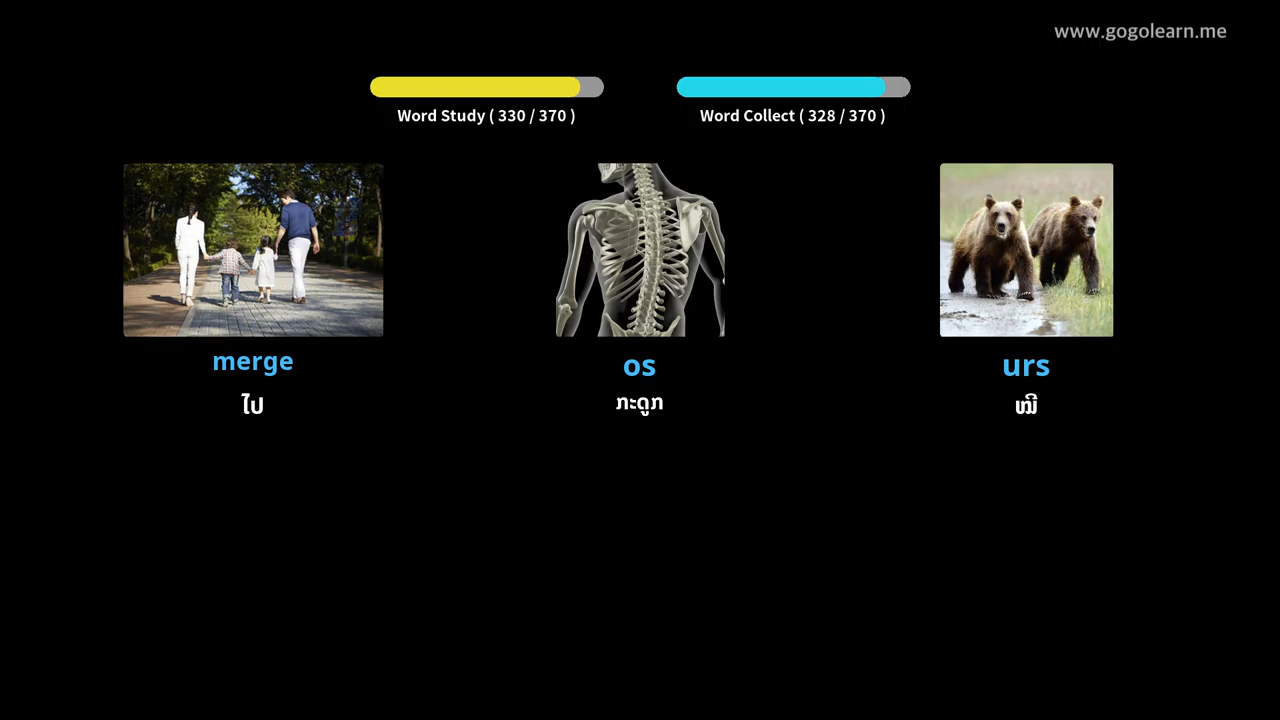 www.gogolearn.me
Word Study ( 330 / 370 )
Word Collect ( 328 / 370 )
merge
ໄປ
os
ກະດູກ
urs
ໝີ